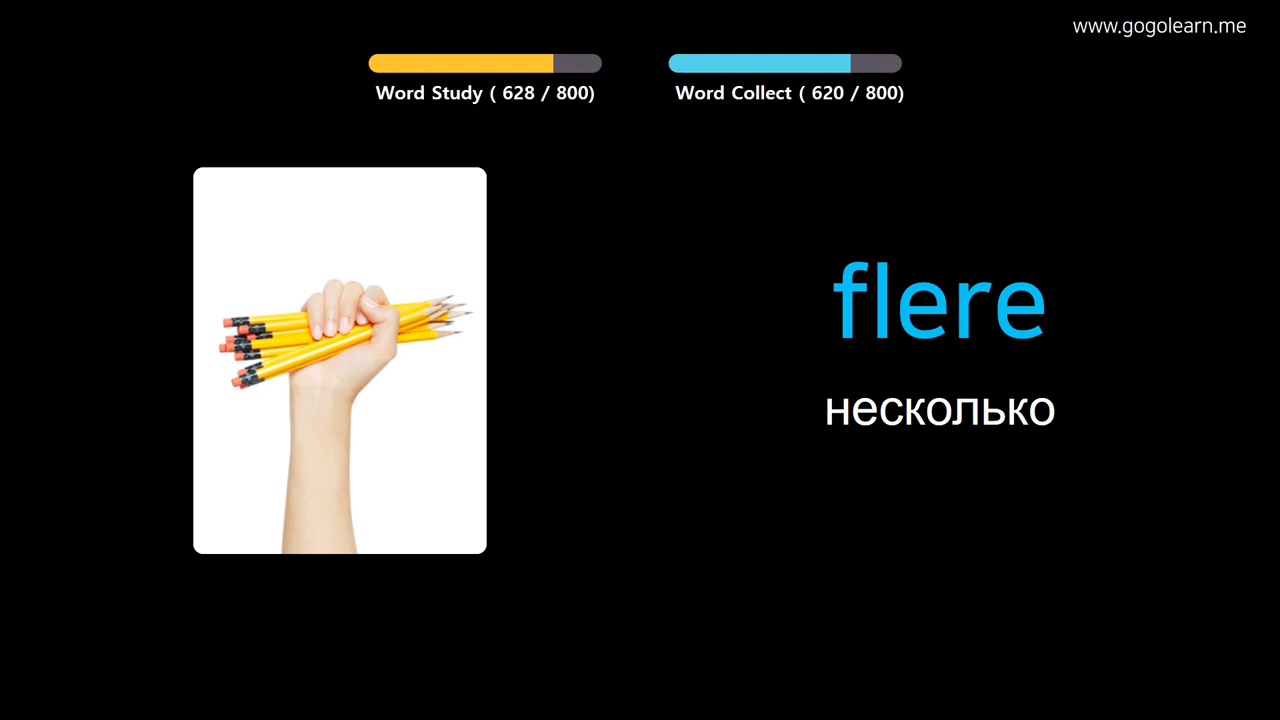 www.gogolearn.me
Word Study ( 628 / 800)
Word Collect ( 620 / 800)
flere
несколько